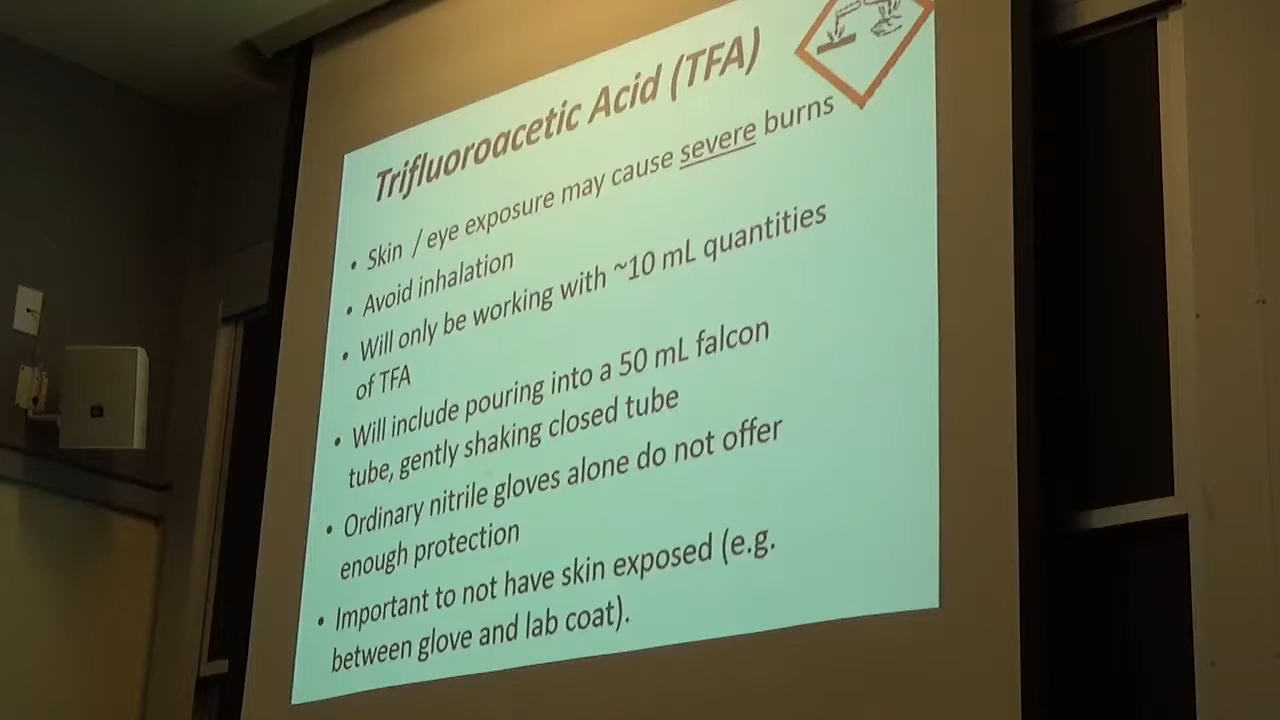 Trifluoroacetic Acid (TFA)
• Skin / eye exposure may cause severe burns
• Avoid inhalation
• Will only be working with ~10 mL quantities
of TFA
• Will include pouring into a 50 mL falcon
tube, gently shaking closed tube
• Ordinary nitrile gloves alone do not offer
enough protection
• Important to not have skin exposed (e.g.
between glove and lab coat).